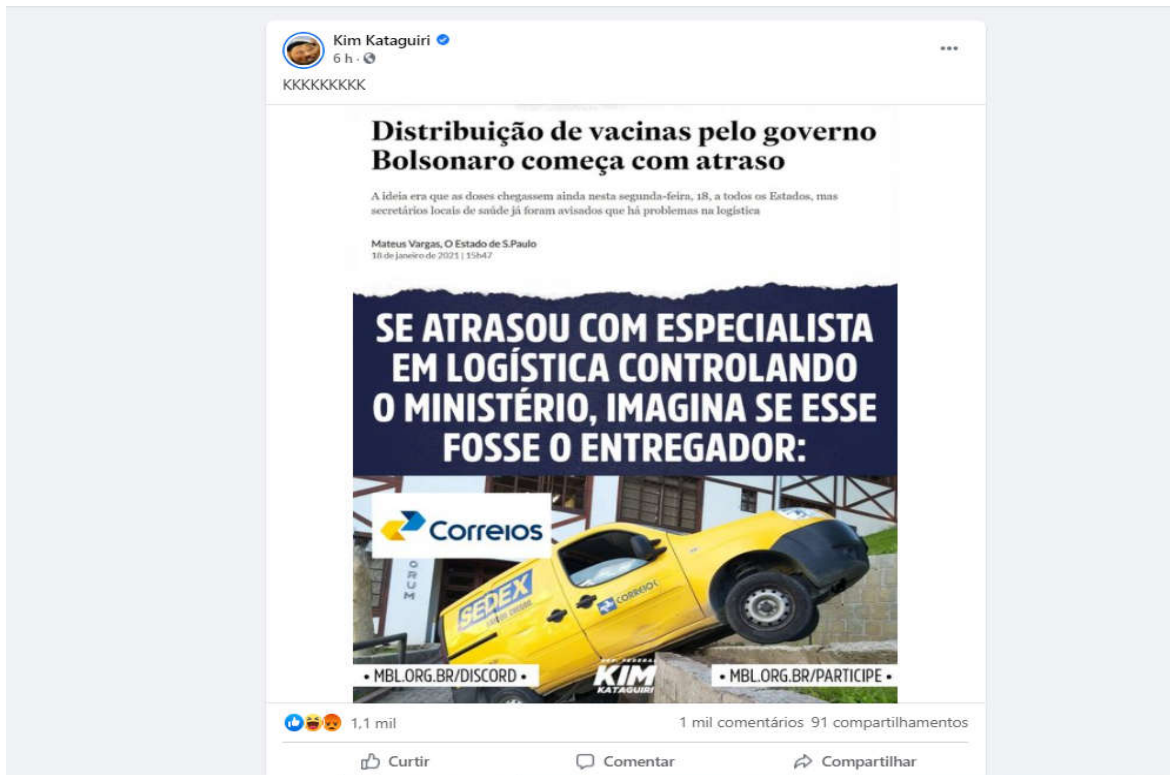 Kim Kataguiri
6 h ·
KKKKKKKKK
Distribuição de vacinas pelo governo
Bolsonaro começa com atraso
A ideia era que as doses chegassem ainda nesta segunda-feira, 18, a todos os Estados, mas
secretários locais de saúde já foram avisados que há problemas na logística
Mateus Vargas, O Estado de S.Paulo
18 de janeiro de 2021 | 15h47
SE ATRASOU COM ESPECIALISTA
EM LOGÍSTICA CONTROLANDO
O MINISTÉRIO, IMAGINA SE ESSE
FOSSE O ENTREGADOR:
Correios
ORUM
SEDEX
CORREIOS
• MBL.ORG.BR/DISCORD •
DEP. FEDERAL
KIM
KATAGUIRI
• MBL.ORG.BR/PARTICIPE •
1,1 mil
1 mil comentários 91 compartilhamentos
Curtir
Comentar
Compartilhar